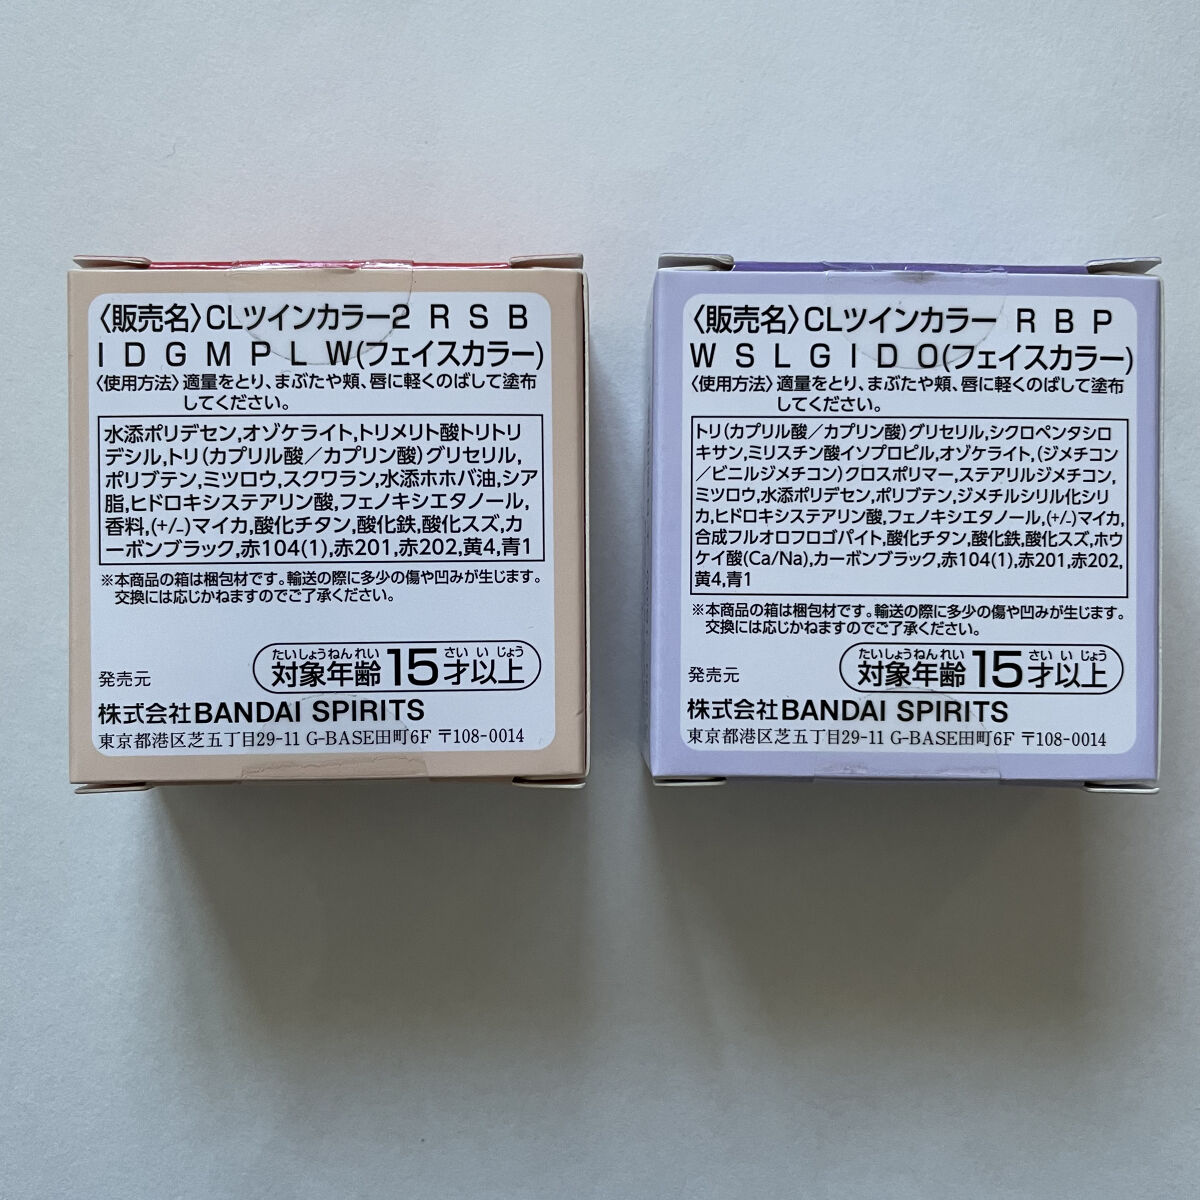 〈販売名〉CLツインカラー2 R S B
I D G M P L W(フェイスカラー)
〈使用方法〉適量をとり、まぶたや頬、唇に軽くのばして塗布
してください。
水添ポリデセン,オゾケライト,トリメリト酸トリトリ
デシル,トリ(カプリル酸/カプリン酸)グリセリル,
ポリブテン,ミツロウ,スクワラン,水添ホホバ油,シア
脂,ヒドロキシステアリン酸,フェノキシエタノール,
香料,(+/-)マイカ,酸化チタン,酸化鉄,酸化スズ,カ
ーボンブラック,赤104(1),赤201,赤202,黄4,青1
※本商品の箱は梱包材です。輸送の際に多少の傷や凹みが生じます。
交換には応じかねますのでご了承ください。
発売元
たいしょうねんれい さい いじょう
対象年齢15才以上
株式会社BANDAI SPIRITS
東京都港区芝五丁目29-11 G-BASE田町6F 〒108-0014
〈販売名〉CLツインカラー R B P
W S L G I D O(フェイスカラー)
〈使用方法〉適量をとり、まぶたや頬、唇に軽くのばして塗布
してください。
トリ(カプリル酸/カプリン酸)グリセリル,シクロペンタシロ
キサン,ミリスチン酸イソプロピル,オゾケライト,(ジメチコン
/ビニルジメチコン)クロスポリマー,ステアリルジメチコン,
ミツロウ,水添ポリデセン,ポリブテン,ジメチルシリル化シリ
カ,ヒドロキシステアリン酸,フェノキシエタノール,(+/-)マイカ,
合成フルオロフロゴパイト,酸化チタン,酸化鉄,酸化スズ,ホウ
ケイ酸(Ca/Na),カーボンブラック,赤104(1),赤201,赤202,
黄4,青1
※本商品の箱は梱包材です。輸送の際に多少の傷や凹みが生じます。
交換には応じかねますのでご了承ください。
発売元
たいしょうねんれい さい いじょう
対象年齢15才以上
株式会社BANDAI SPIRITS
東京都港区芝五丁目29-11 G-BASE田町6F 〒108-0014